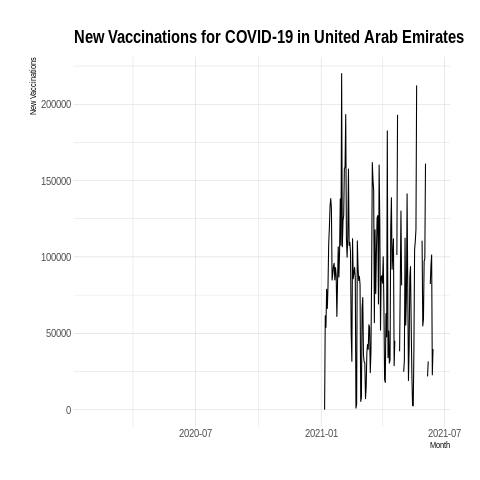 New Vaccinations for COVID-19 in United Arab Emirates
New Vaccinations
200000
150000
100000
50000
0
2020-07 2021-01 2021-07
Month